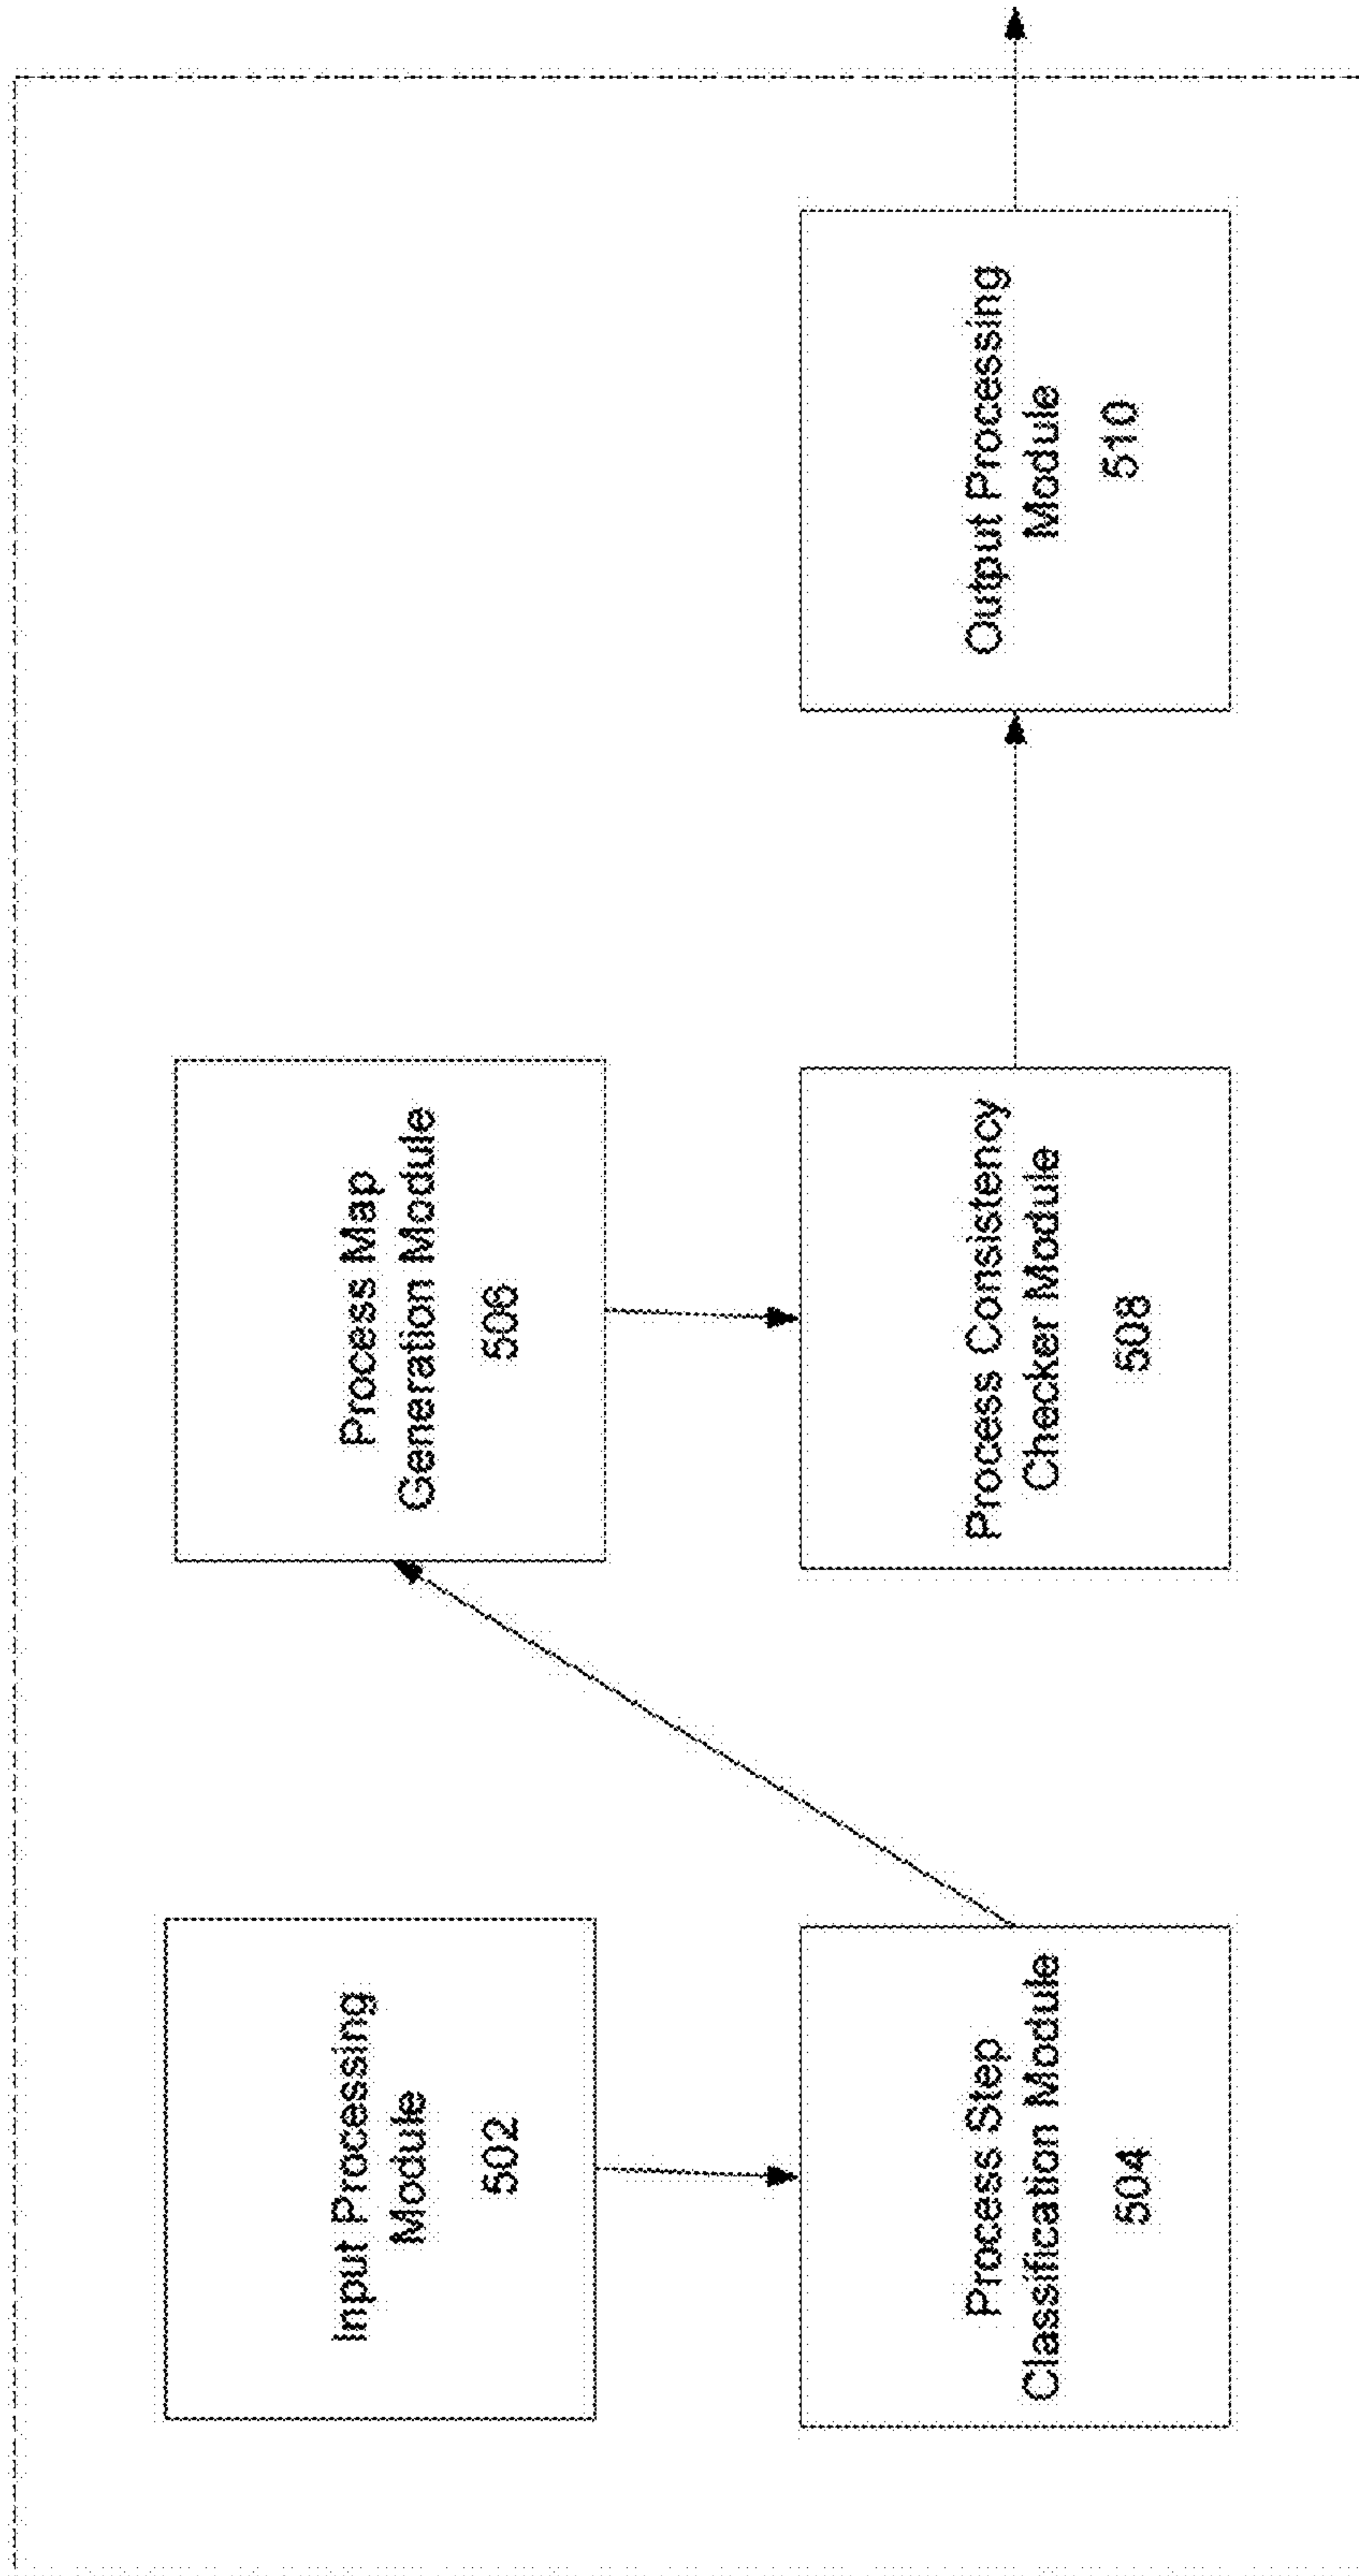 Input Processing
Module
502
Process Step
Classification Module
504
Process Map
Generation Module
506
Process Consistency
Checker Module
508
Output Processing
Module
510